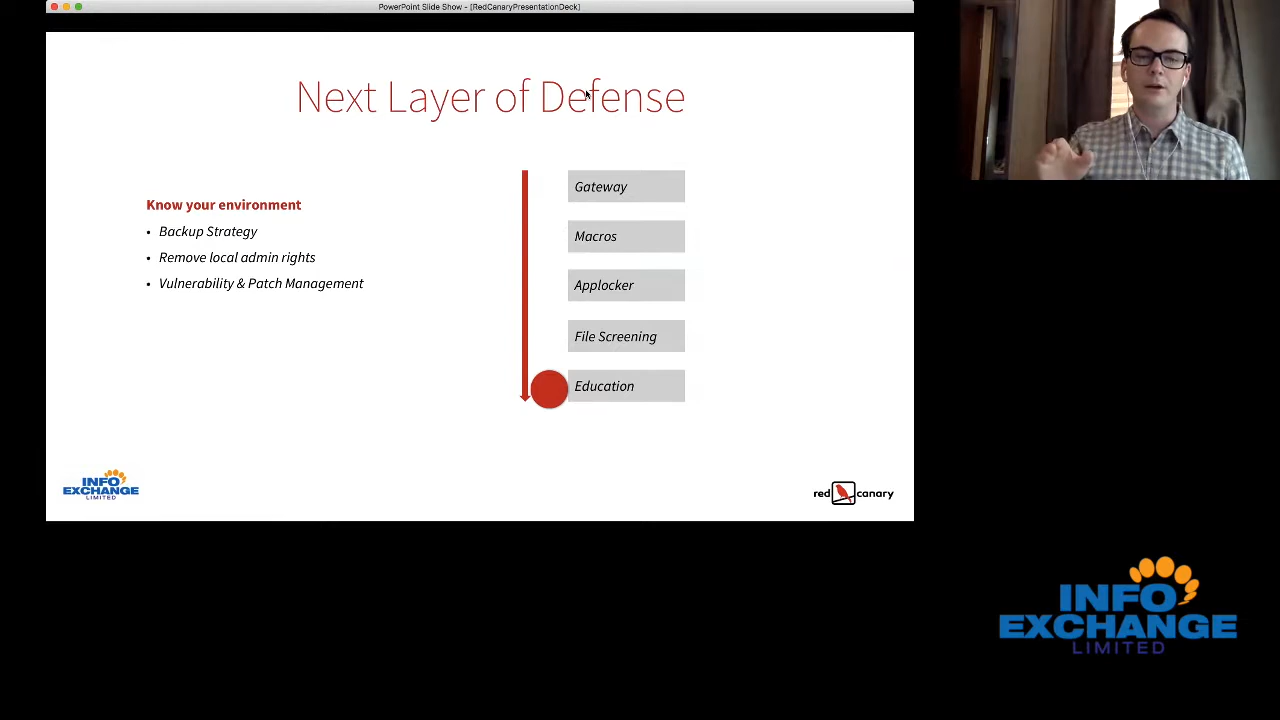 PowerPoint Slide Show - [RedCanaryPresentationDeck]
Next Layer of Defense
Know your environment
• Backup Strategy
• Remove local admin rights
• Vulnerability & Patch Management
Gateway
Macros
Applocker
File Screening
Education
INFO
EXCHANGE
LIMITED
red canary
INFO
EXCHANGE
LIMITED